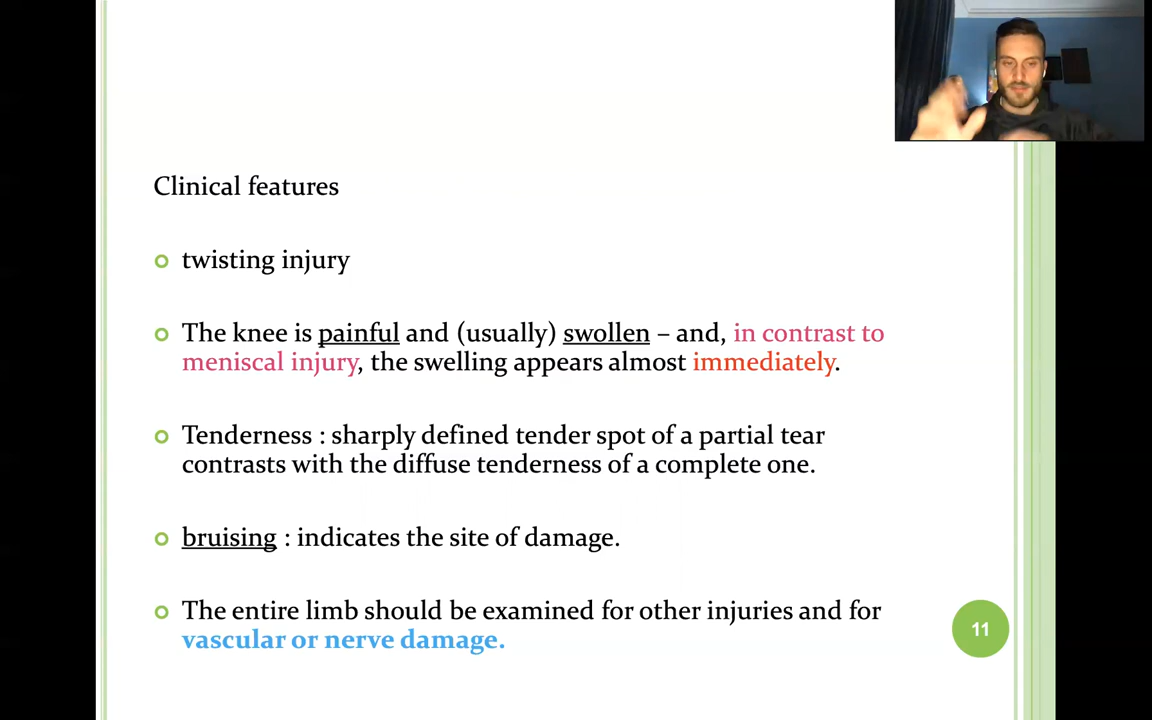 Clinical features
twisting injury
The knee is painful and (usually) swollen – and, in contrast to
meniscal injury, the swelling appears almost immediately.
Tenderness : sharply defined tender spot of a partial tear
contrasts with the diffuse tenderness of a complete one.
bruising : indicates the site of damage.
The entire limb should be examined for other injuries and for
vascular or nerve damage.
11